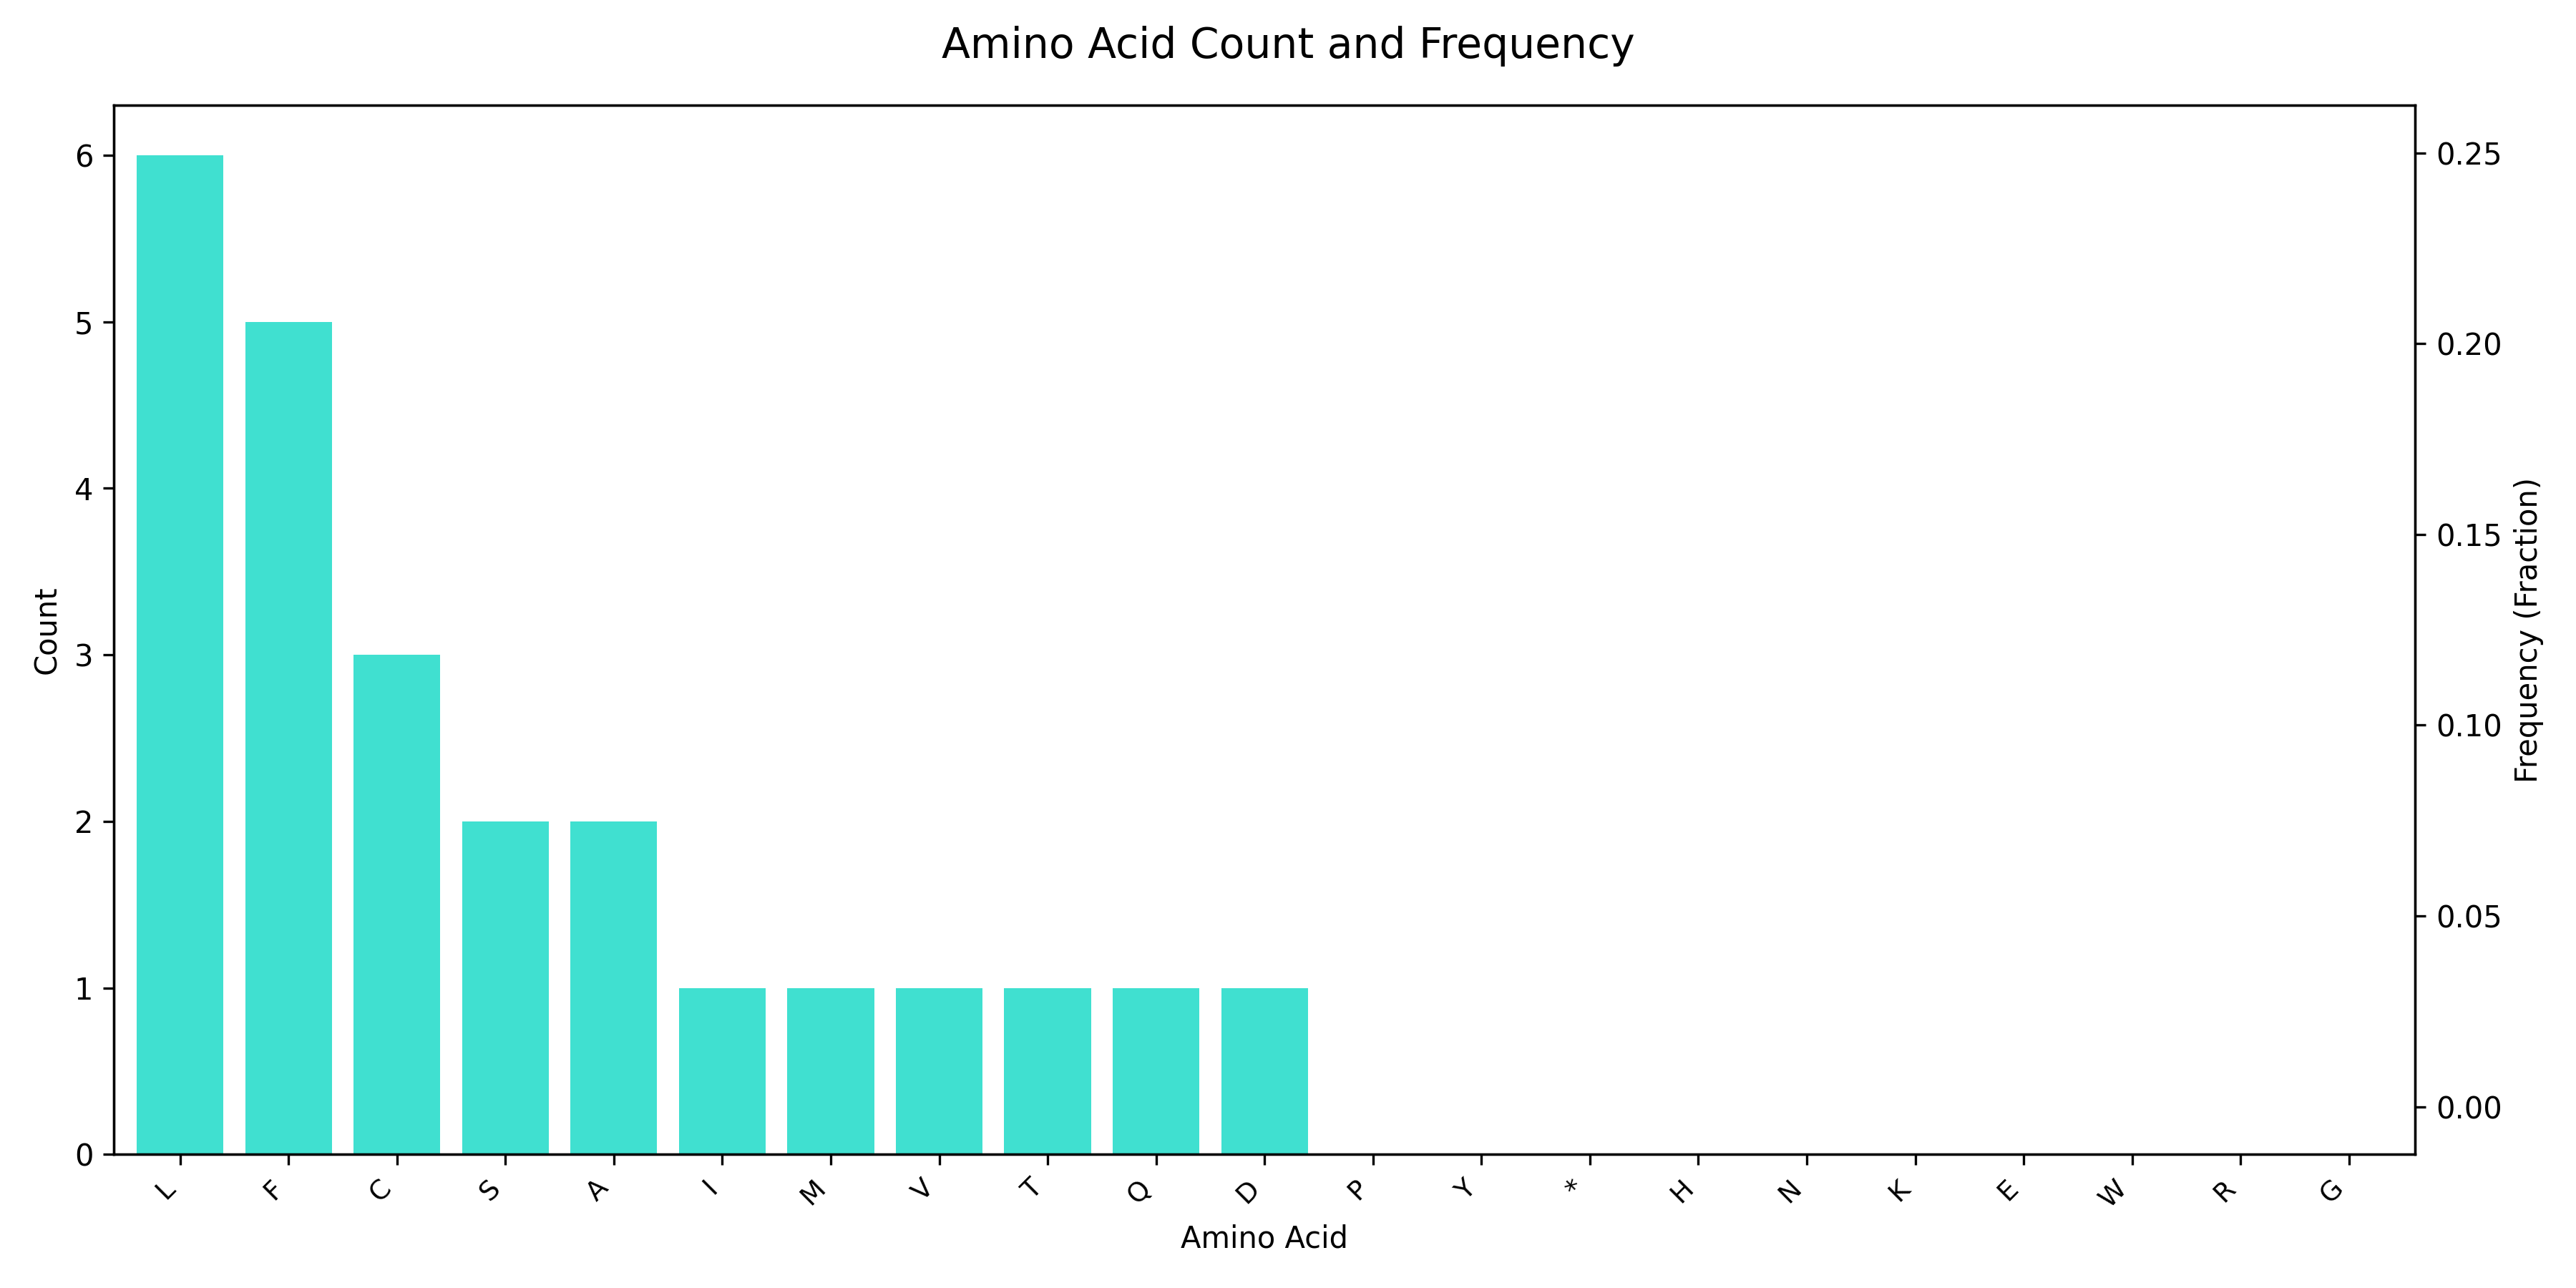 Amino Acid Count and Frequency
6
5
4
3
2
1
0
Count
0.25
0.20
0.15
0.10
0.05
0.00
Frequency (Fraction)
L F C S A I M V T Q D P Y * H N K E W R G
Amino Acid